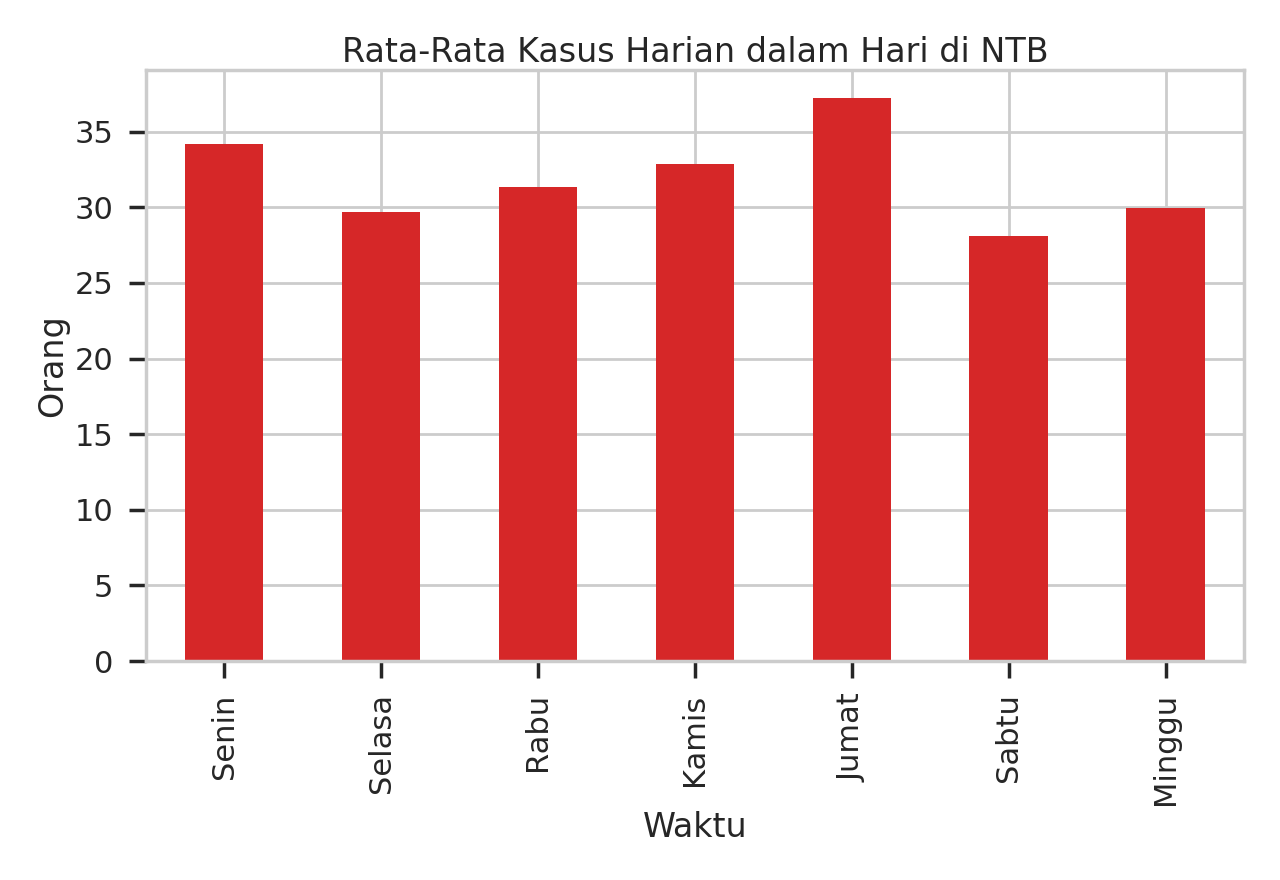 Rata-Rata Kasus Harian dalam Hari di NTB
Orang
35
30
25
20
15
10
5
0
Senin
Selasa
Rabu
Kamis
Jumat
Sabtu
Minggu
Waktu